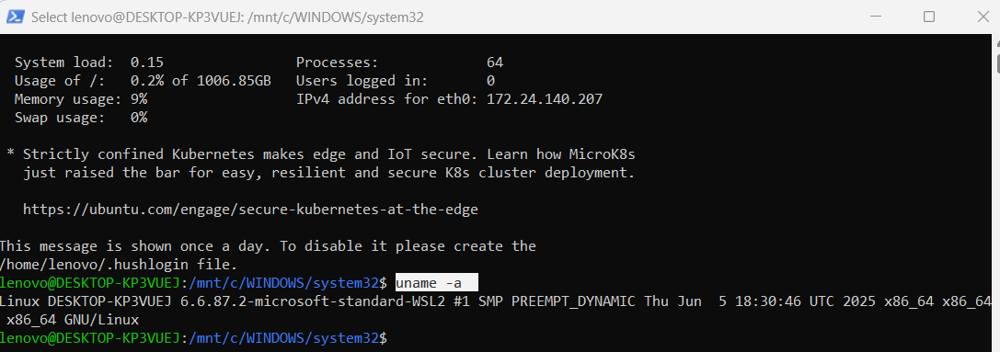 Select lenovo@DESKTOP-KP3VUEJ: /mnt/c/WINDOWS/system32
System load:  0.15               Processes:             64
Usage of /:   0.2% of 1006.85GB   Users logged in:       0
Memory usage: 9%                 IPv4 address for eth0: 172.24.140.207
Swap usage:   0%
* Strictly confined Kubernetes makes edge and IoT secure. Learn how MicroK8s
just raised the bar for easy, resilient and secure K8s cluster deployment.
https://ubuntu.com/engage/secure-kubernetes-at-the-edge
This message is shown once a day. To disable it please create the
/home/lenovo/.hushlogin file.
lenovo@DESKTOP-KP3VUEJ:/mnt/c/WINDOWS/system32$ uname -a
Linux DESKTOP-KP3VUEJ 6.6.87.2-microsoft-standard-WSL2 #1 SMP PREEMPT_DYNAMIC Thu Jun  5 18:30:46 UTC 2025 x86_64 x86_64
x86_64 GNU/Linux
lenovo@DESKTOP-KP3VUEJ:/mnt/c/WINDOWS/system32$